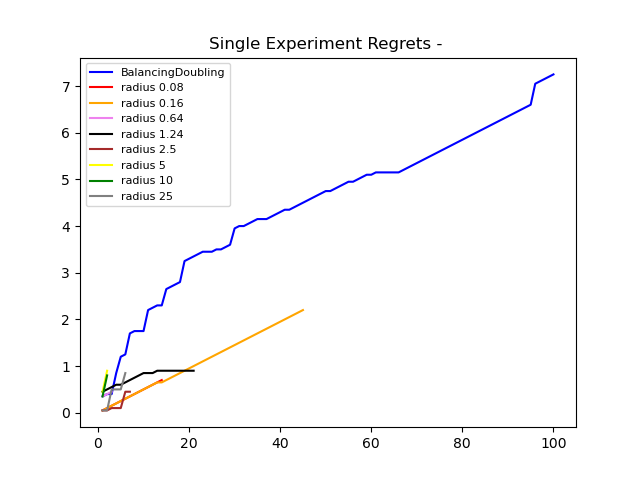 Single Experiment Regrets -
BalancingDoubling
radius 0.08
radius 0.16
radius 0.64
radius 1.24
radius 2.5
radius 5
radius 10
radius 25
7
6
5
4
3
2
1
0
0 20 40 60 80 100